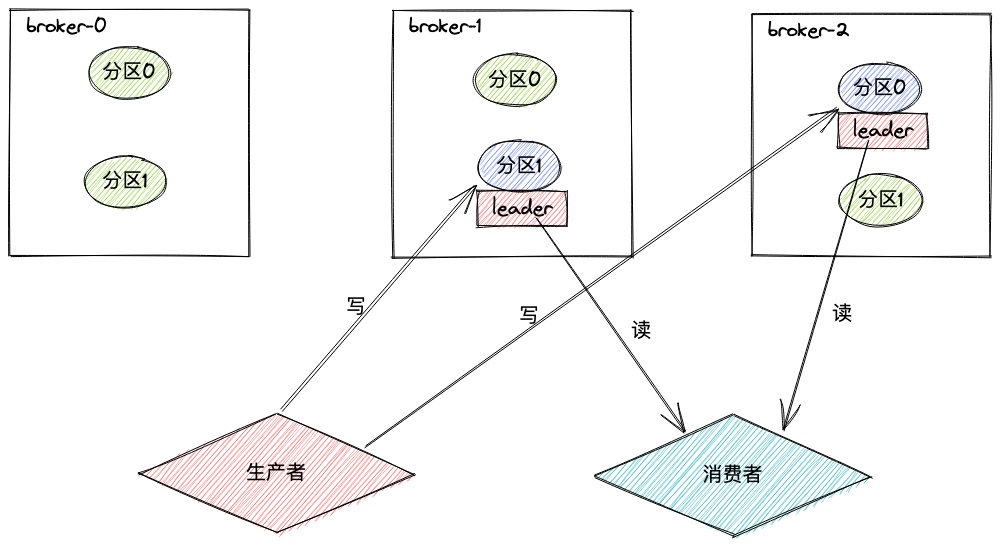 broker-0
分区0
分区1
broker-1
分区0
分区1
leader
broker-2
分区0
leader
分区1
写
写
读
读
生产者
消费者